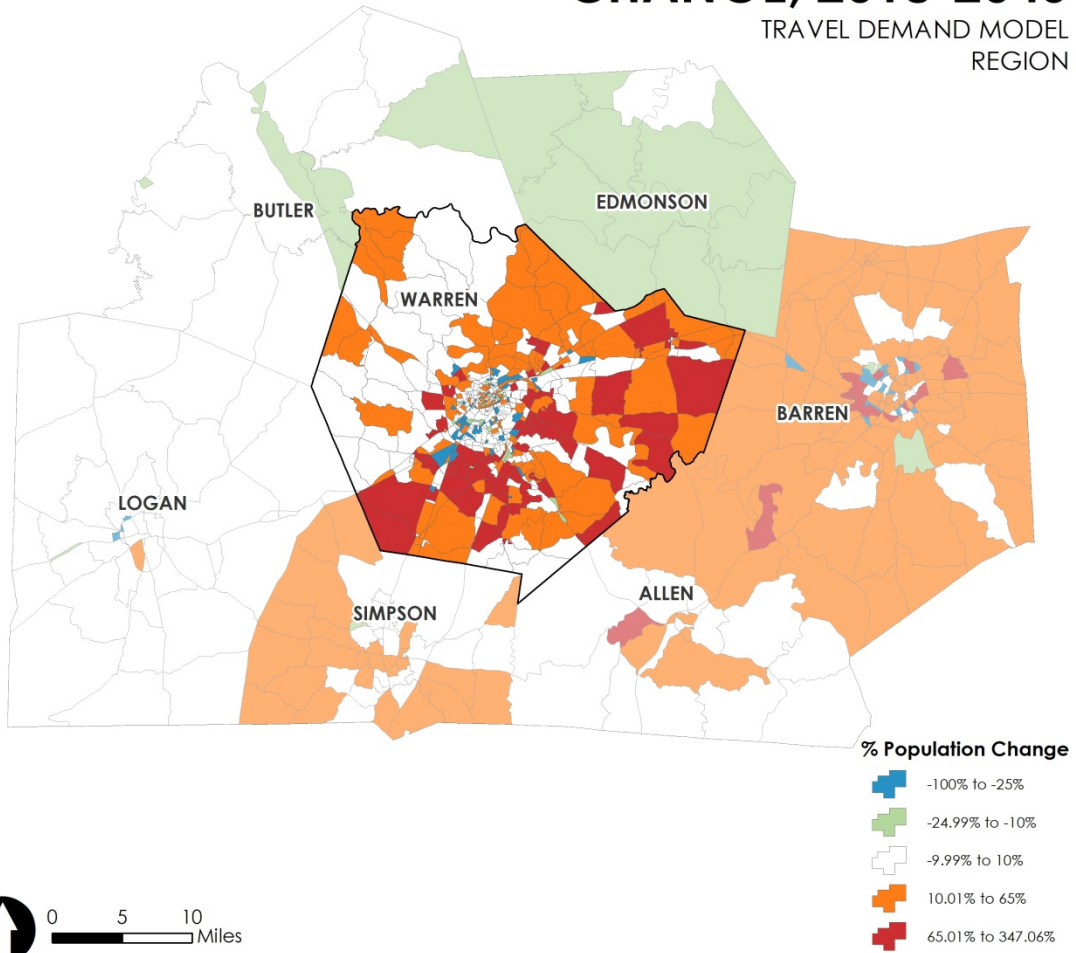 TRAVEL DEMAND MODEL
REGION
BUTLER
EDMONSON
WARREN
BARREN
LOGAN
ALLEN
SIMPSON
% Population Change
-100% to -25%
-24.99% to -10%
-9.99% to 10%
10.01% to 65%
65.01% to 347.06%
0 5 10
Miles